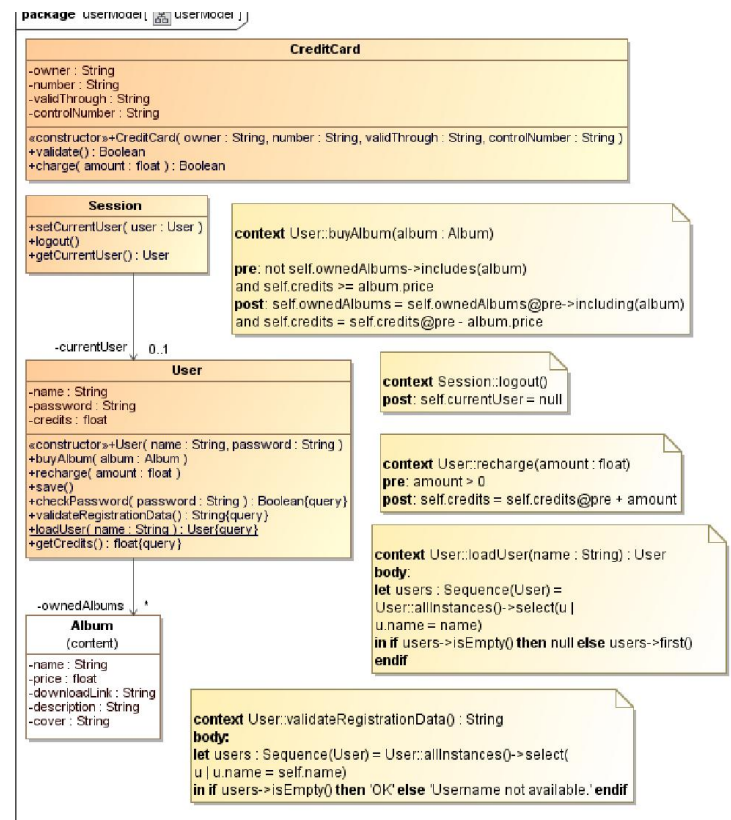 package userModel[ userModel ]
CreditCard
-owner : String
-number : String
-validThrough : String
-controlNumber : String
«constructor»+CreditCard( owner : String, number : String, validThrough : String, controlNumber : String )
+validate() : Boolean
+charge( amount : float ) : Boolean
Session
+setCurrentUser( user : User )
+logout()
+getCurrentUser() : User
context User::buyAlbum(album : Album)
pre: not self.ownedAlbums->includes(album)
and self.credits >= album.price
post: self.ownedAlbums = self.ownedAlbums@pre->including(album)
and self.credits = self.credits@pre - album.price
-currentUser 0..1
User
-name : String
-password : String
-credits : float
«constructor»+User( name : String, password : String )
+buyAlbum( album : Album )
+recharge( amount : float )
+save()
+checkPassword( password : String ) : Boolean{query}
+validateRegistrationData() : String{query}
+loadUser( name : String ) : User{query}
+getCredits() : float{query}
context Session::logout()
post: self.currentUser = null
context User::recharge(amount : float)
pre: amount > 0
post: self.credits = self.credits@pre + amount
context User::loadUser(name : String) : User
body:
let users : Sequence(User) =
User::allInstances()->select(u |
u.name = name)
in if users->isEmpty() then null else users->first()
endif
-ownedAlbums *
Album
(content)
-name : String
-price : float
-downloadLink : String
-description : String
-cover : String
context User::validateRegistrationData() : String
body:
let users : Sequence(User) = User::allInstances()->select(
u | u.name = self.name)
in if users->isEmpty() then 'OK' else 'Username not available.' endif